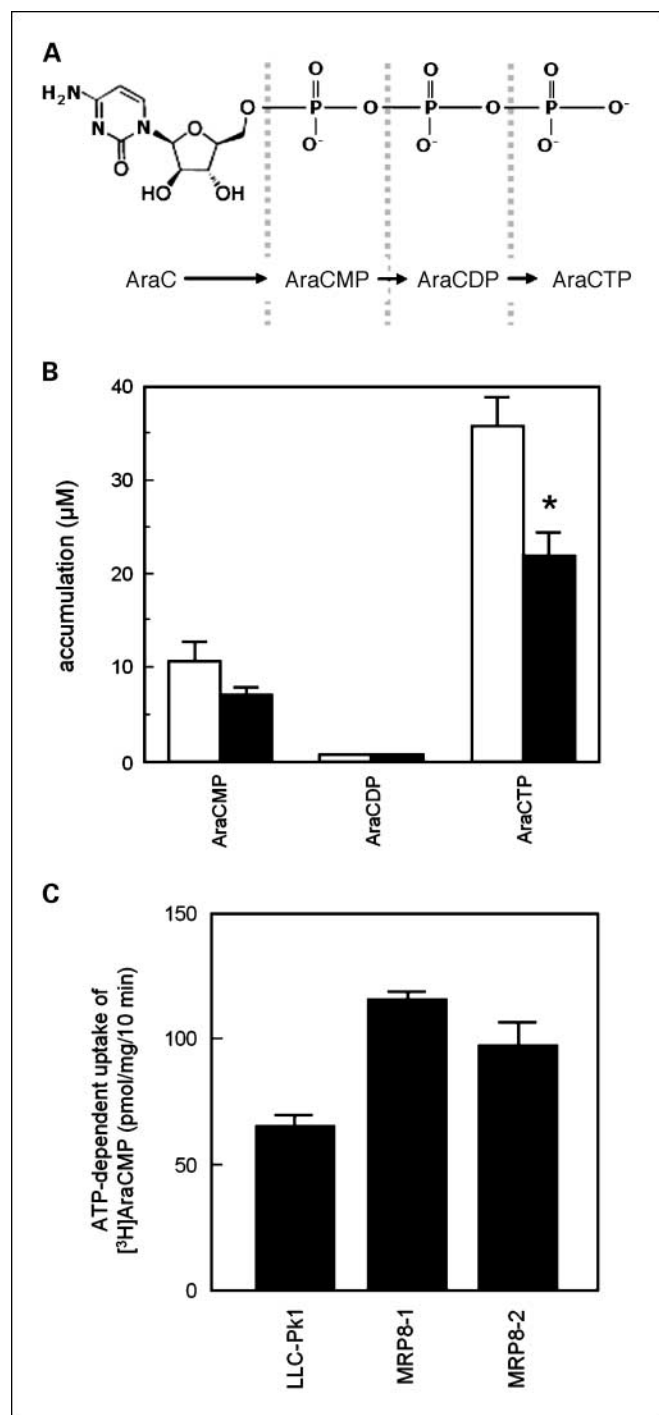 A
H₂N
N
N
O
O
HO
OH
O
O
O
O
P
O
P
O
P
O⁻
O⁻
O⁻
O⁻
AraC
AraCMP
AraCDP
AraCTP
B
accumulation (µM)
40
30
20
10
0
*
AraCMP
AraCDP
AraCTP
C
ATP-dependent uptake of
[³H]AraCMP (pmol/mg/10 min)
150
100
50
0
LLC-Pk1
MRP8-1
MRP8-2